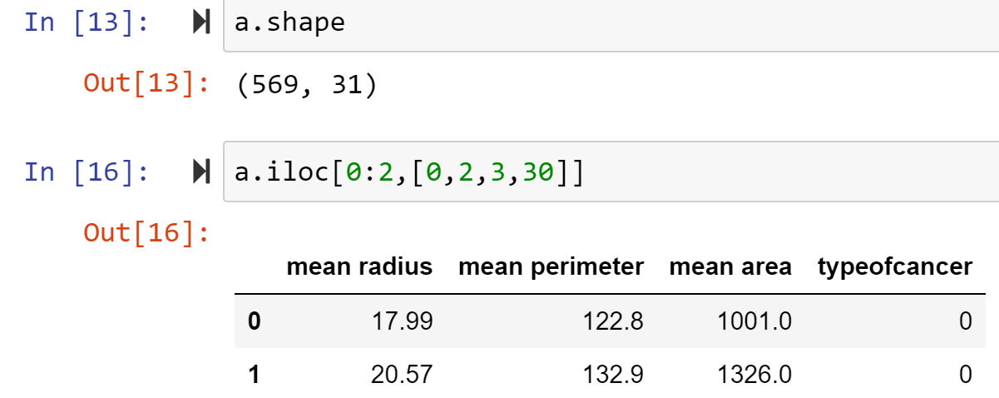 In [13]: a.shape
Out[13]: (569, 31)
In [16]: a.iloc[0:2,[0,2,3,30]]
Out[16]:
mean radius mean perimeter mean area typeofcancer
0 17.99 122.8 1001.0 0
1 20.57 132.9 1326.0 0